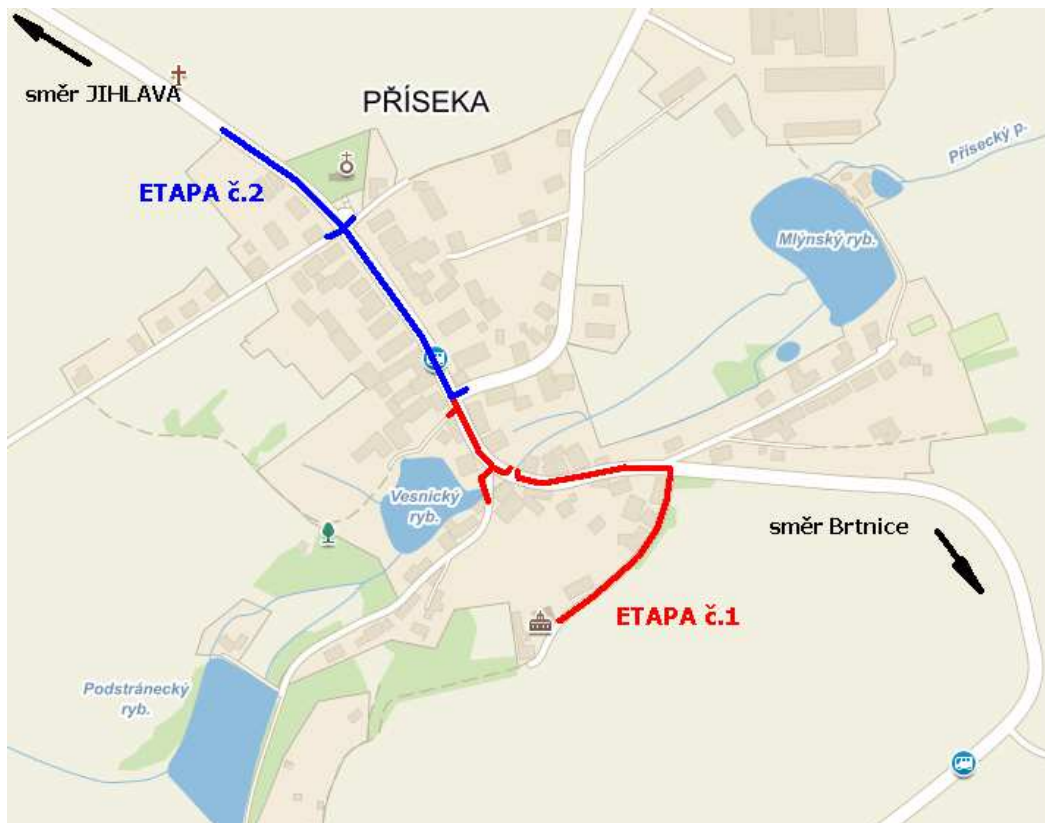 směr JIHLAVA
PŘÍSEKA
Přísecký p.
ETAPA č.2
Mlýnský ryb.
Vesnický
ryb.
směr Brtnice
ETAPA č.1
Podstránecký
ryb.